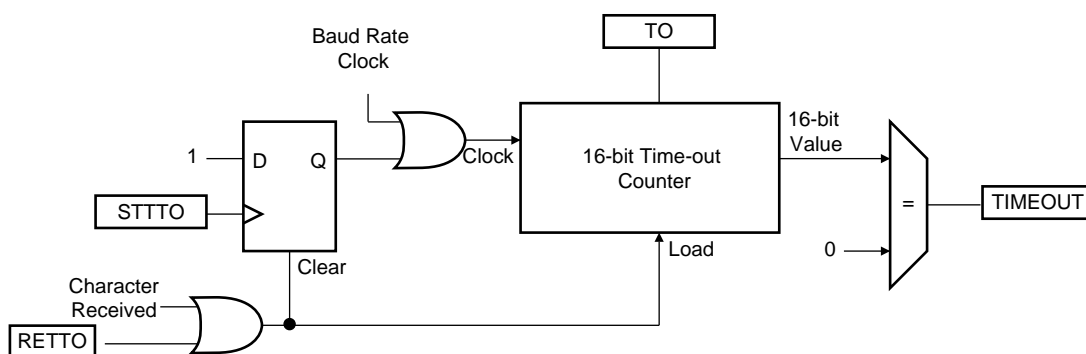 TO
Baud Rate
Clock
16-bit
Value
1
D
Q
Clock
16-bit Time-out
Counter
STTTO
TIMEOUT
=
Clear
Load
0
Character
Received
RETTO